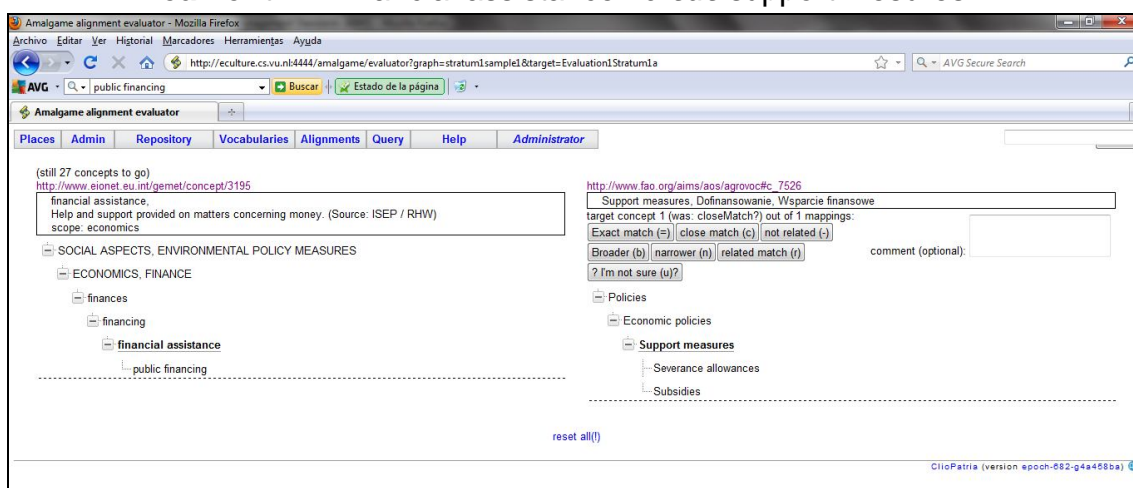 Amalgame alignment evaluator - Mozilla Firefox
Archivo Editar Ver Historial Marcadores Herramientas Ayuda
http://eculture.cs.vu.nl:4444/amalgame/evaluator?graph=stratum1sample1&target=Evaluation1Stratum1a
AVG Secure Search
AVG public financing Buscar Estado de la página
Amalgame alignment evaluator
Places Admin Repository Vocabularies Alignments Query Help Administrator
(still 27 concepts to go)
http://www.eionet.eu.int/gemet/concept/3195
financial assistance,
Help and support provided on matters concerning money. (Source: ISEP / RHW)
scope: economics
SOCIAL ASPECTS, ENVIRONMENTAL POLICY MEASURES
ECONOMICS, FINANCE
finances
financing
financial assistance
public financing
http://www.fao.org/aims/aos/agrovoc#c_7526
Support measures, Dofinansowanie, Wsparcie finansowe
target concept 1 (was: closeMatch?) out of 1 mappings:
Exact match (=) close match (c) not related (-)
Broader (b) narrower (n) related match (r)
comment (optional):
? I'm not sure (u)?
Policies
Economic policies
Support measures
Severance allowances
Subsidies
reset all(!)
ClioPatria (version epoch-682-g4a458ba)